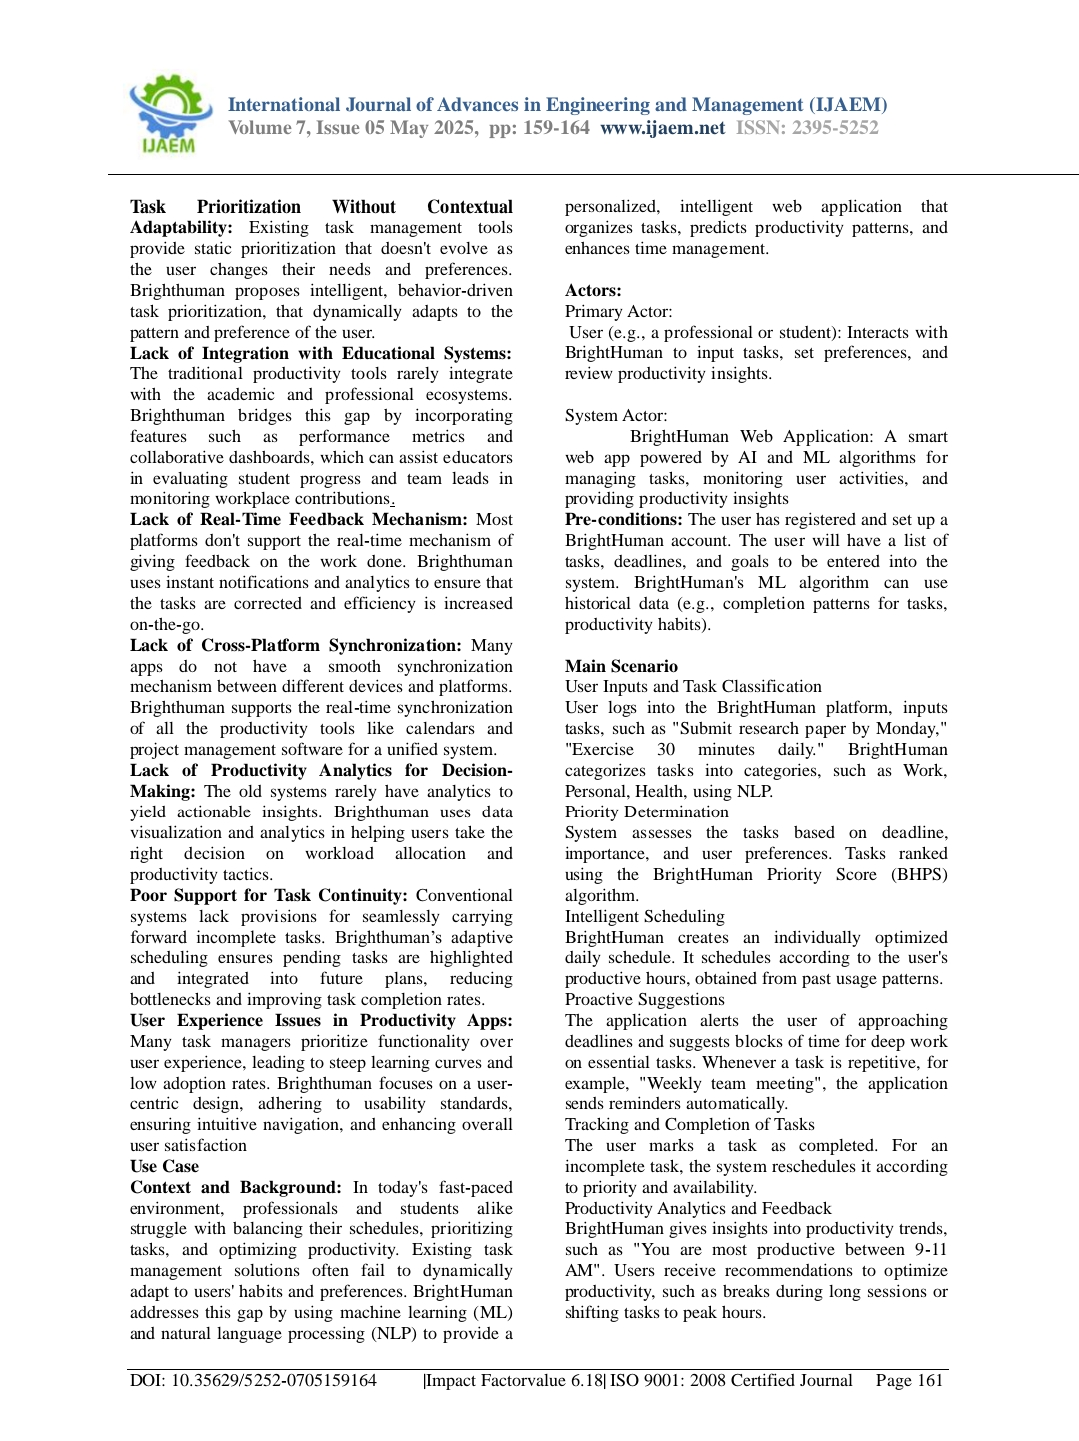 IJAEM
International Journal of Advances in Engineering and Management (IJAEM)
Volume 7, Issue 05 May 2025, pp: 159-164 www.ijaem.net ISSN: 2395-5252
Task Prioritization Without Contextual
Adaptability: Existing task management tools
provide static prioritization that doesn't evolve as
the user changes their needs and preferences.
Brighthuman proposes intelligent, behavior-driven
task prioritization, that dynamically adapts to the
pattern and preference of the user.
Lack of Integration with Educational Systems:
The traditional productivity tools rarely integrate
with the academic and professional ecosystems.
Brighthuman bridges this gap by incorporating
features such as performance metrics and
collaborative dashboards, which can assist educators
in evaluating student progress and team leads in
monitoring workplace contributions.
Lack of Real-Time Feedback Mechanism: Most
platforms don't support the real-time mechanism of
giving feedback on the work done. Brighthuman
uses instant notifications and analytics to ensure that
the tasks are corrected and efficiency is increased
on-the-go.
Lack of Cross-Platform Synchronization: Many
apps do not have a smooth synchronization
mechanism between different devices and platforms.
Brighthuman supports the real-time synchronization
of all the productivity tools like calendars and
project management software for a unified system.
Lack of Productivity Analytics for Decision-
Making: The old systems rarely have analytics to
yield actionable insights. Brighthuman uses data
visualization and analytics in helping users take the
right decision on workload allocation and
productivity tactics.
Poor Support for Task Continuity: Conventional
systems lack provisions for seamlessly carrying
forward incomplete tasks. Brighthuman’s adaptive
scheduling ensures pending tasks are highlighted
and integrated into future plans, reducing
bottlenecks and improving task completion rates.
User Experience Issues in Productivity Apps:
Many task managers prioritize functionality over
user experience, leading to steep learning curves and
low adoption rates. Brighthuman focuses on a user-
centric design, adhering to usability standards,
ensuring intuitive navigation, and enhancing overall
user satisfaction
Use Case
Context and Background: In today's fast-paced
environment, professionals and students alike
struggle with balancing their schedules, prioritizing
tasks, and optimizing productivity. Existing task
management solutions often fail to dynamically
adapt to users' habits and preferences. BrightHuman
addresses this gap by using machine learning (ML)
and natural language processing (NLP) to provide a
personalized, intelligent web application that
organizes tasks, predicts productivity patterns, and
enhances time management.
Actors:
Primary Actor:
User (e.g., a professional or student): Interacts with
BrightHuman to input tasks, set preferences, and
review productivity insights.
System Actor:
BrightHuman Web Application: A smart
web app powered by AI and ML algorithms for
managing tasks, monitoring user activities, and
providing productivity insights
Pre-conditions: The user has registered and set up a
BrightHuman account. The user will have a list of
tasks, deadlines, and goals to be entered into the
system. BrightHuman's ML algorithm can use
historical data (e.g., completion patterns for tasks,
productivity habits).
Main Scenario
User Inputs and Task Classification
User logs into the BrightHuman platform, inputs
tasks, such as "Submit research paper by Monday,"
"Exercise 30 minutes daily." BrightHuman
categorizes tasks into categories, such as Work,
Personal, Health, using NLP.
Priority Determination
System assesses the tasks based on deadline,
importance, and user preferences. Tasks ranked
using the BrightHuman Priority Score (BHPS)
algorithm.
Intelligent Scheduling
BrightHuman creates an individually optimized
daily schedule. It schedules according to the user's
productive hours, obtained from past usage patterns.
Proactive Suggestions
The application alerts the user of approaching
deadlines and suggests blocks of time for deep work
on essential tasks. Whenever a task is repetitive, for
example, "Weekly team meeting", the application
sends reminders automatically.
Tracking and Completion of Tasks
The user marks a task as completed. For an
incomplete task, the system reschedules it according
to priority and availability.
Productivity Analytics and Feedback
BrightHuman gives insights into productivity trends,
such as "You are most productive between 9-11
AM". Users receive recommendations to optimize
productivity, such as breaks during long sessions or
shifting tasks to peak hours.
DOI: 10.35629/5252-0705159164 |Impact Factorvalue 6.18| ISO 9001: 2008 Certified Journal Page 161